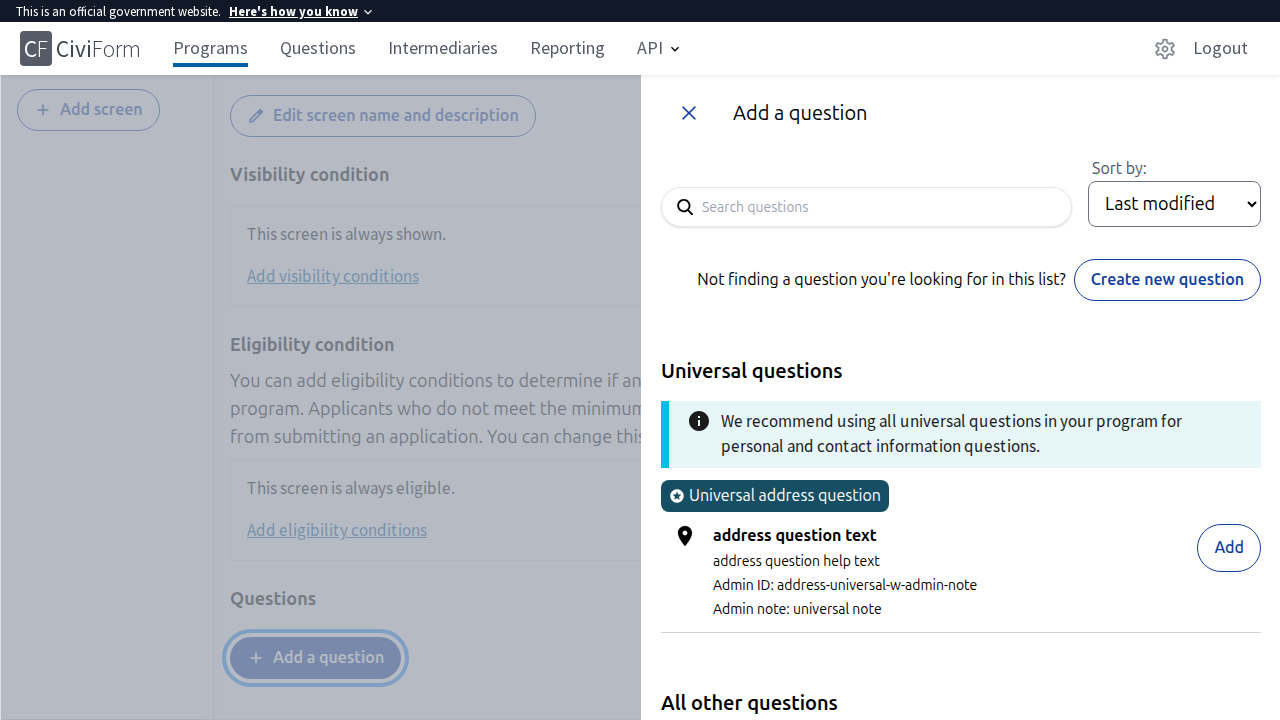 This is an official government website. Here's how you know
CF CiviForm Programs Questions Intermediaries Reporting API Logout
Add screen
Edit screen name and description
Visibility condition
This screen is always shown.
Add visibility conditions
Eligibility condition
You can add eligibility conditions to determine if an
program. Applicants who do not meet the minimum
from submitting an application. You can change this
This screen is always eligible.
Add eligibility conditions
Questions
Add a question
Add a question
Sort by:
Search questions
Last modified
Not finding a question you're looking for in this list? Create new question
Universal questions
We recommend using all universal questions in your program for
personal and contact information questions.
Universal address question
address question text
Add
address question help text
Admin ID: address-universal-w-admin-note
Admin note: universal note
All other questions